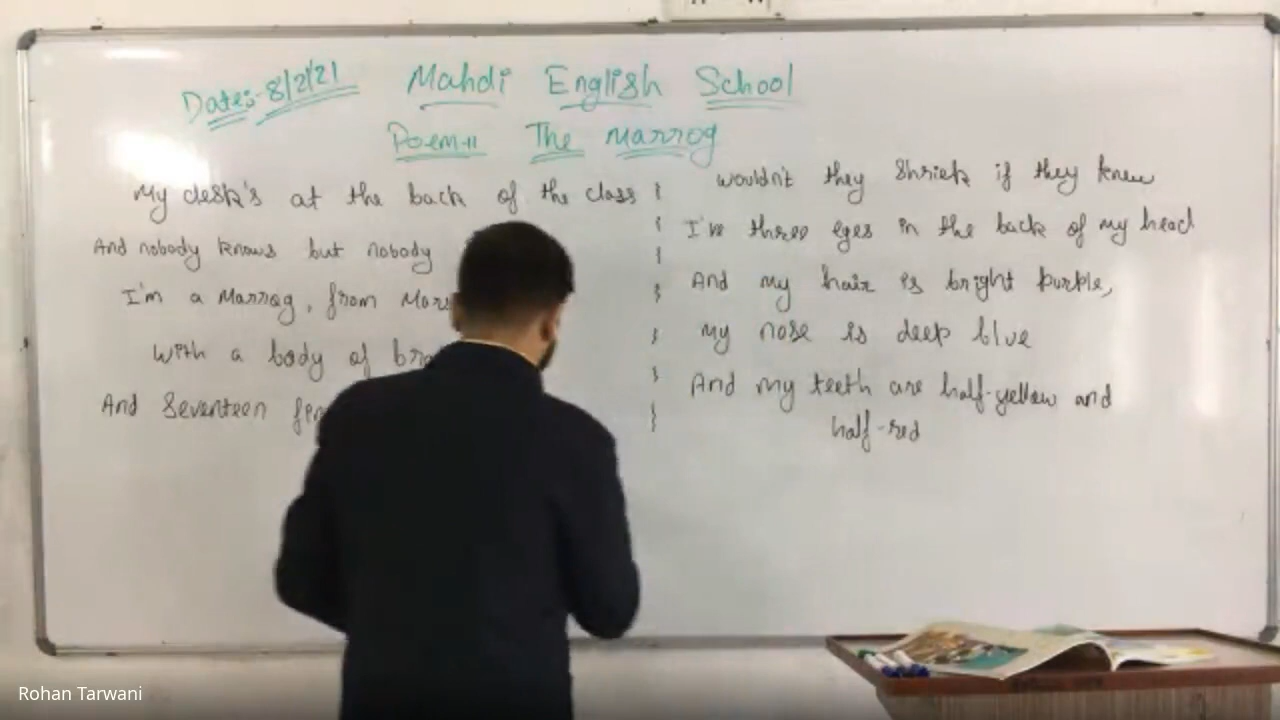 Date:- 8/2/21
Mahdi English School
Poem-11 The Marrog
My desk's at the back of the class
And nobody knows but nobody
I'm a Marrog, from Mars
With a body of
And Seventeen
wouldn't they Shriek if they knew
I've three eyes in the back of my head
And my hair is bright purple,
my nose is deep blue
And my teeth are half-yellow and
half-red
Rohan Tarwani